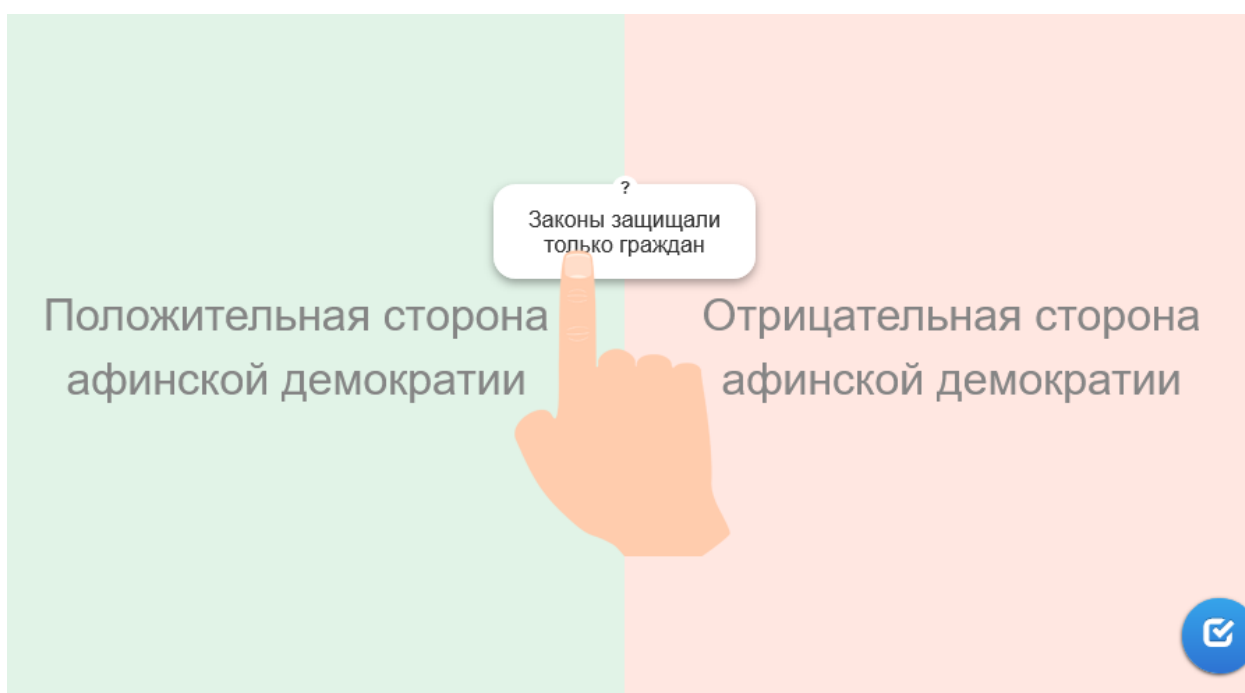 ?
Законы защищали
только граждан
Положительная сторона
афинской демократии
Отрицательная сторона
афинской демократии